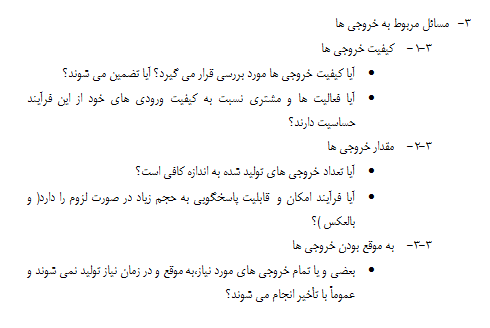 ۳- مسائل مربوط به خروجی ها
۳-۱- کیفیت خروجی ها
• آیا کیفیت خروجی ها مورد بررسی قرار می گیرد؟ آیا تضمین می شوند؟
• آیا فعالیت ها و مشتری نسبت به کیفیت ورودی های خود از این فرآیند
حساسیت دارند؟
۳-۲- مقدار خروجی ها
• آیا تعداد خروجی های تولید شده به اندازه کافی است؟
• آیا فرآیند امکان و قابلیت پاسخگویی به حجم زیاد در صورت لزوم را دارد( و
بالعکس )؟
۳-۳- به موقع بودن خروجی ها
• بعضی و یا تمام خروجی های مورد نیاز،به موقع و در زمان نیاز تولید نمی شوند و
عموماً با تأخیر انجام می شوند؟